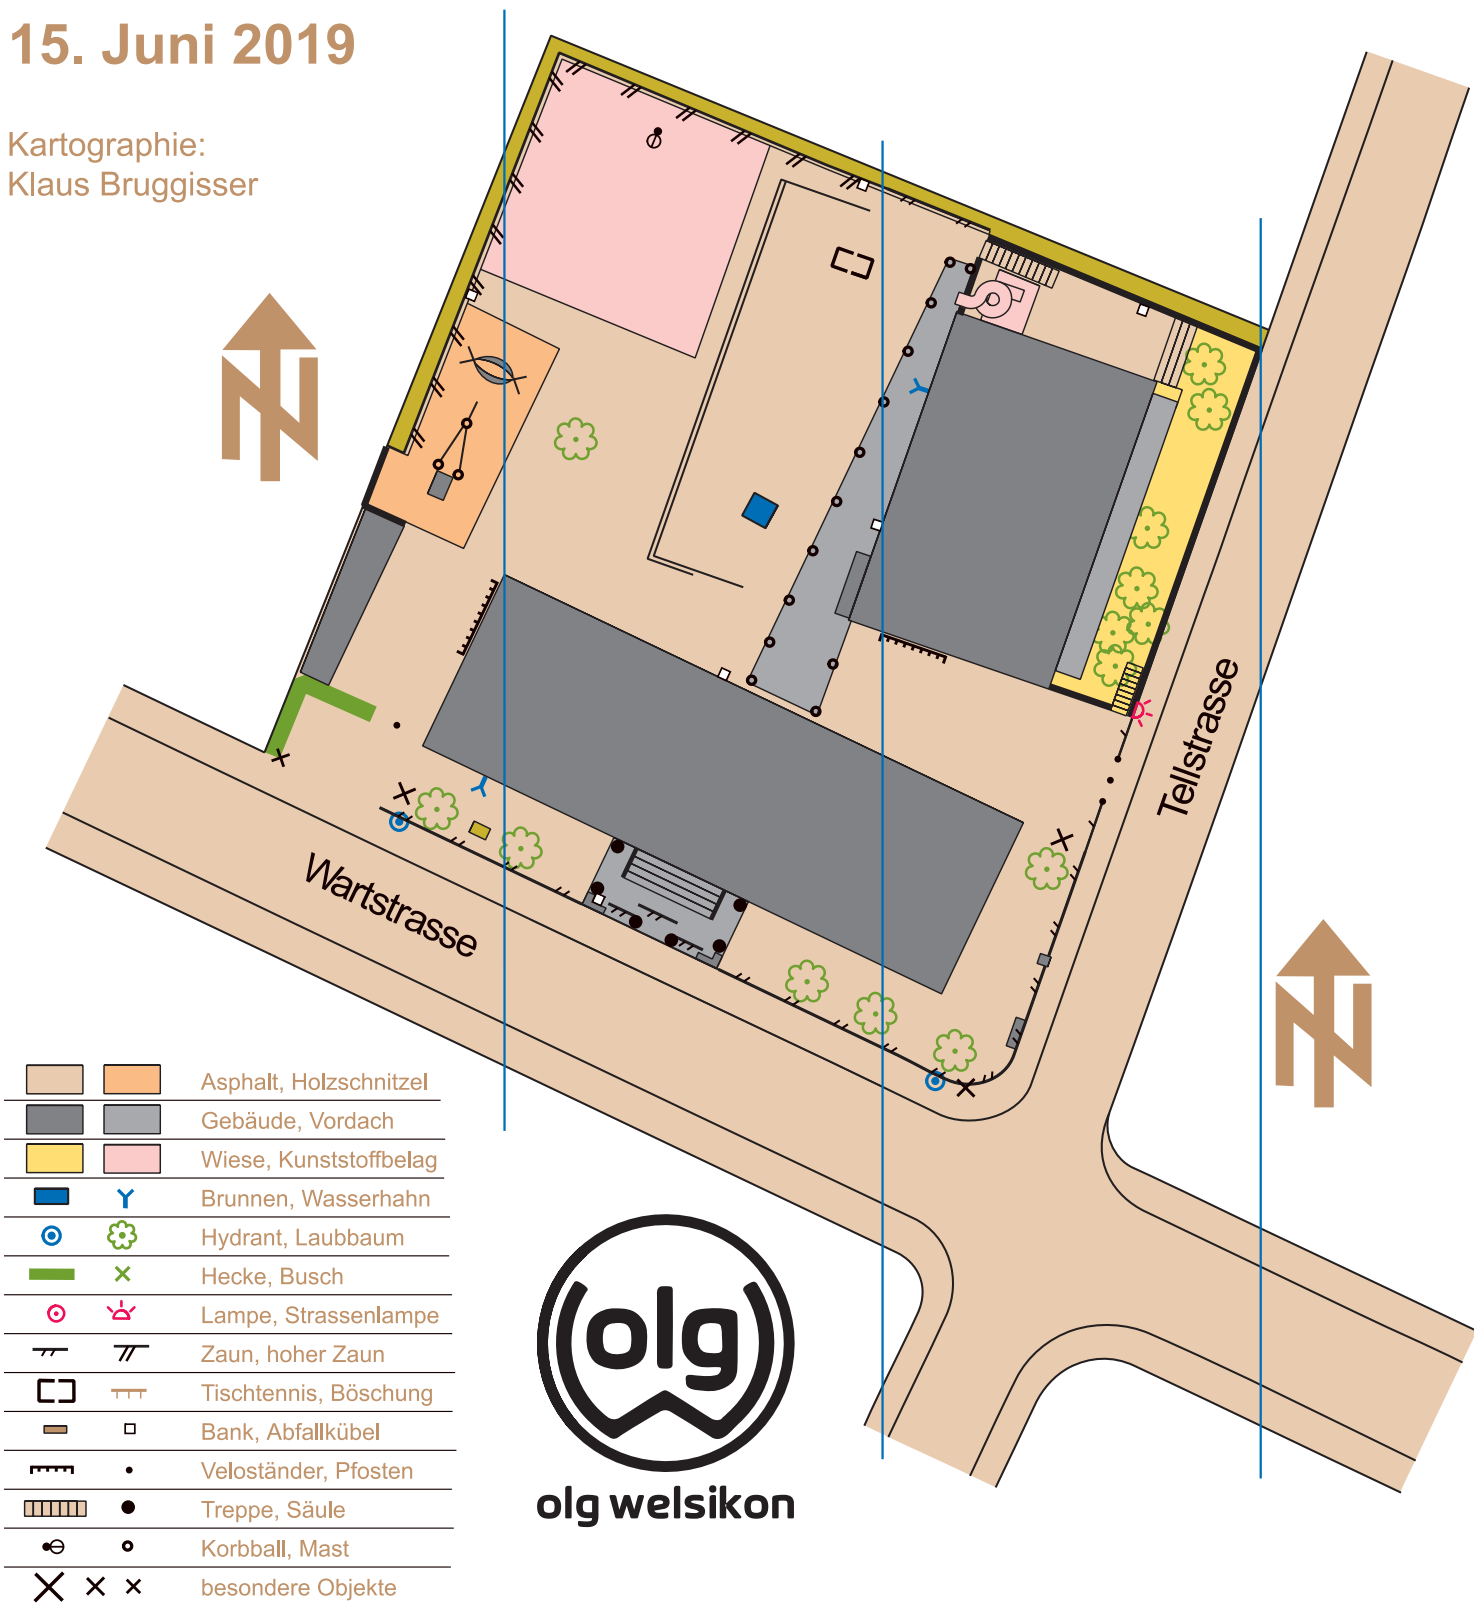 15. Juni 2019
Kartographie:
Klaus Bruggisser
Tellstrasse
Wartstrasse
Asphalt, Holzschnitzel
Gebäude, Vordach
Wiese, Kunststoffbelag
Brunnen, Wasserhahn
Hydrant, Laubbaum
Hecke, Busch
Lampe, Strassenlampe
Zaun, hoher Zaun
Tischtennis, Böschung
Bank, Abfallkübel
Veloständer, Pfosten
Treppe, Säule
Korbball, Mast
besondere Objekte
olg
olg welsikon